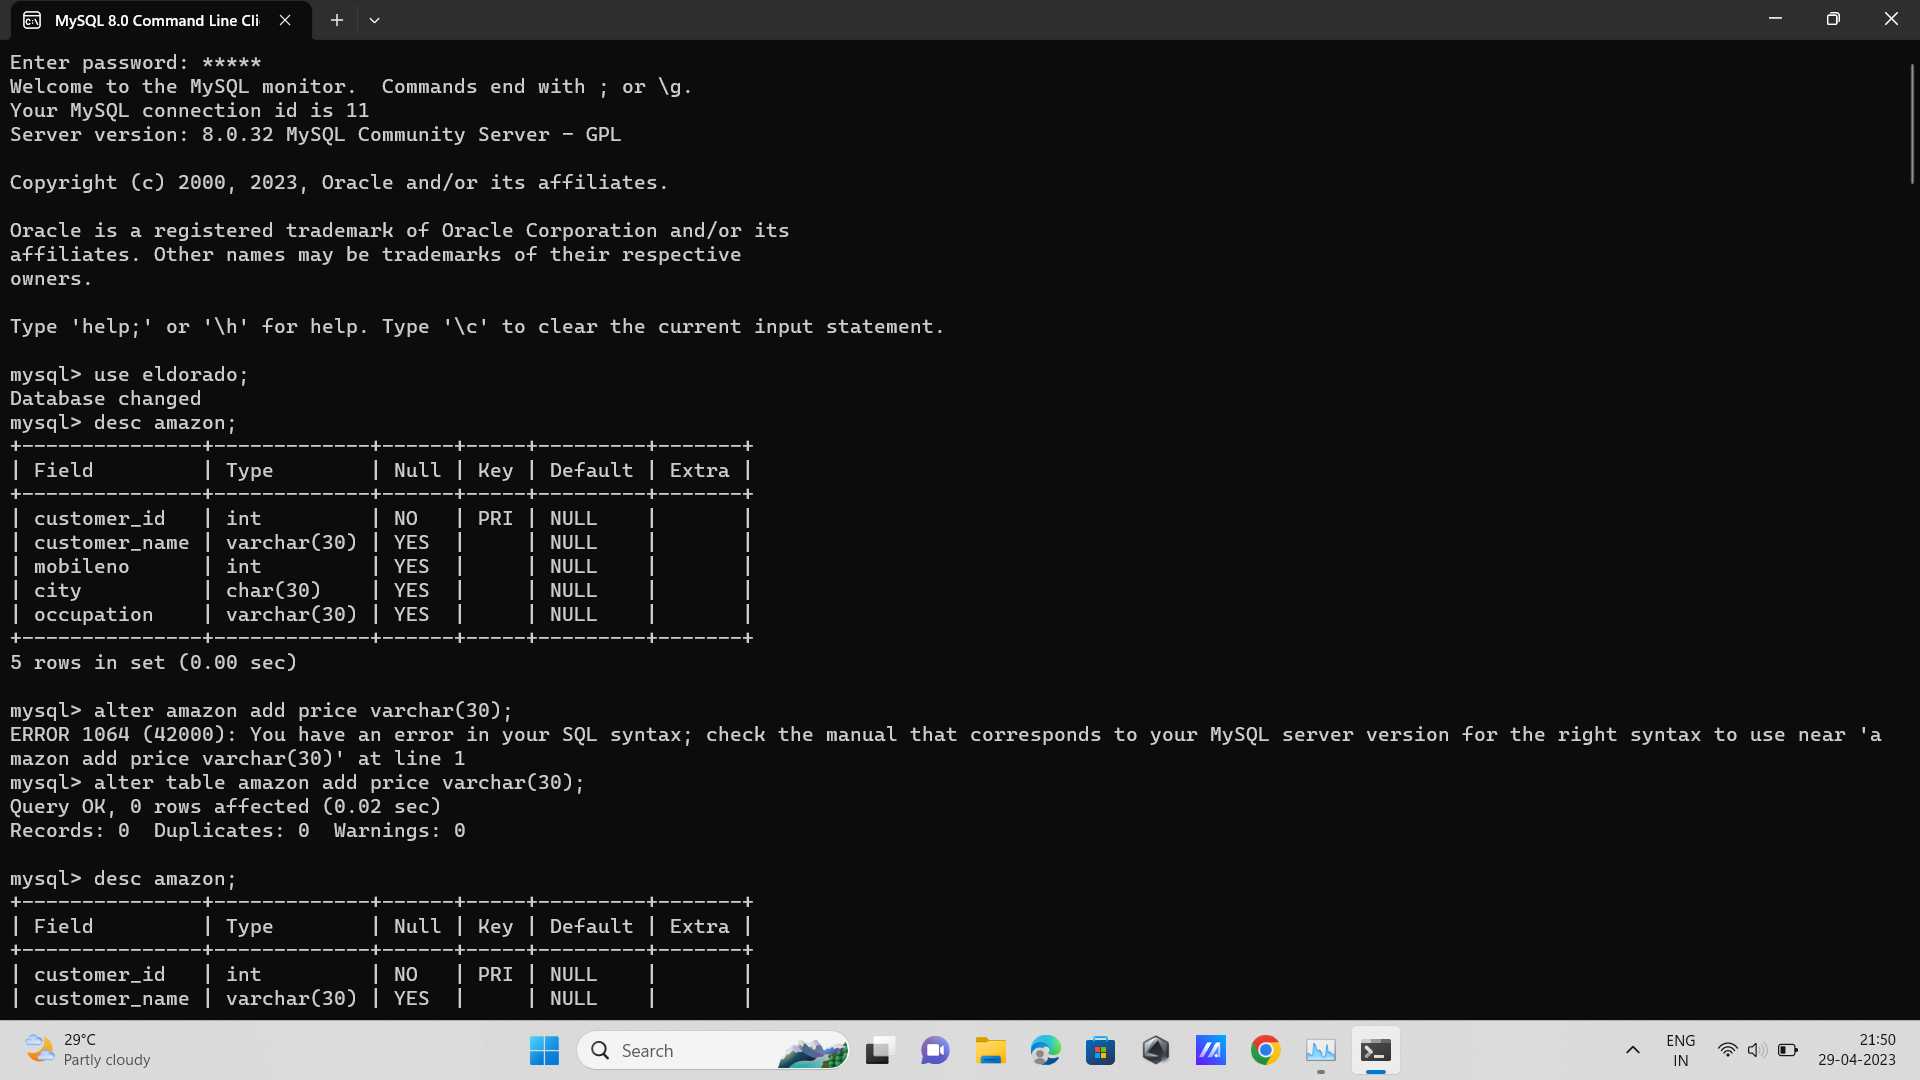 MySQL 8.0 Command Line Cli
Enter password: *****
Welcome to the MySQL monitor.  Commands end with ; or \g.
Your MySQL connection id is 11
Server version: 8.0.32 MySQL Community Server - GPL
Copyright (c) 2000, 2023, Oracle and/or its affiliates.
Oracle is a registered trademark of Oracle Corporation and/or its
affiliates. Other names may be trademarks of their respective
owners.
Type 'help;' or '\h' for help. Type '\c' to clear the current input statement.
mysql> use eldorado;
Database changed
mysql> desc amazon;
+---------------+-------------+------+-----+---------+-------+
| Field         | Type        | Null | Key | Default | Extra |
+---------------+-------------+------+-----+---------+-------+
| customer_id   | int         | NO   | PRI | NULL    |       |
| customer_name | varchar(30) | YES  |     | NULL    |       |
| mobileno      | int         | YES  |     | NULL    |       |
| city          | char(30)    | YES  |     | NULL    |       |
| occupation    | varchar(30) | YES  |     | NULL    |       |
+---------------+-------------+------+-----+---------+-------+
5 rows in set (0.00 sec)
mysql> alter amazon add price varchar(30);
ERROR 1064 (42000): You have an error in your SQL syntax; check the manual that corresponds to your MySQL server version for the right syntax to use near 'a
mazon add price varchar(30)' at line 1
mysql> alter table amazon add price varchar(30);
Query OK, 0 rows affected (0.02 sec)
Records: 0  Duplicates: 0  Warnings: 0
mysql> desc amazon;
+---------------+-------------+------+-----+---------+-------+
| Field         | Type        | Null | Key | Default | Extra |
+---------------+-------------+------+-----+---------+-------+
| customer_id   | int         | NO   | PRI | NULL    |       |
| customer_name | varchar(30) | YES  |     | NULL    |       |
29°C
Partly cloudy
Search
ENG
IN
21:50
29-04-2023